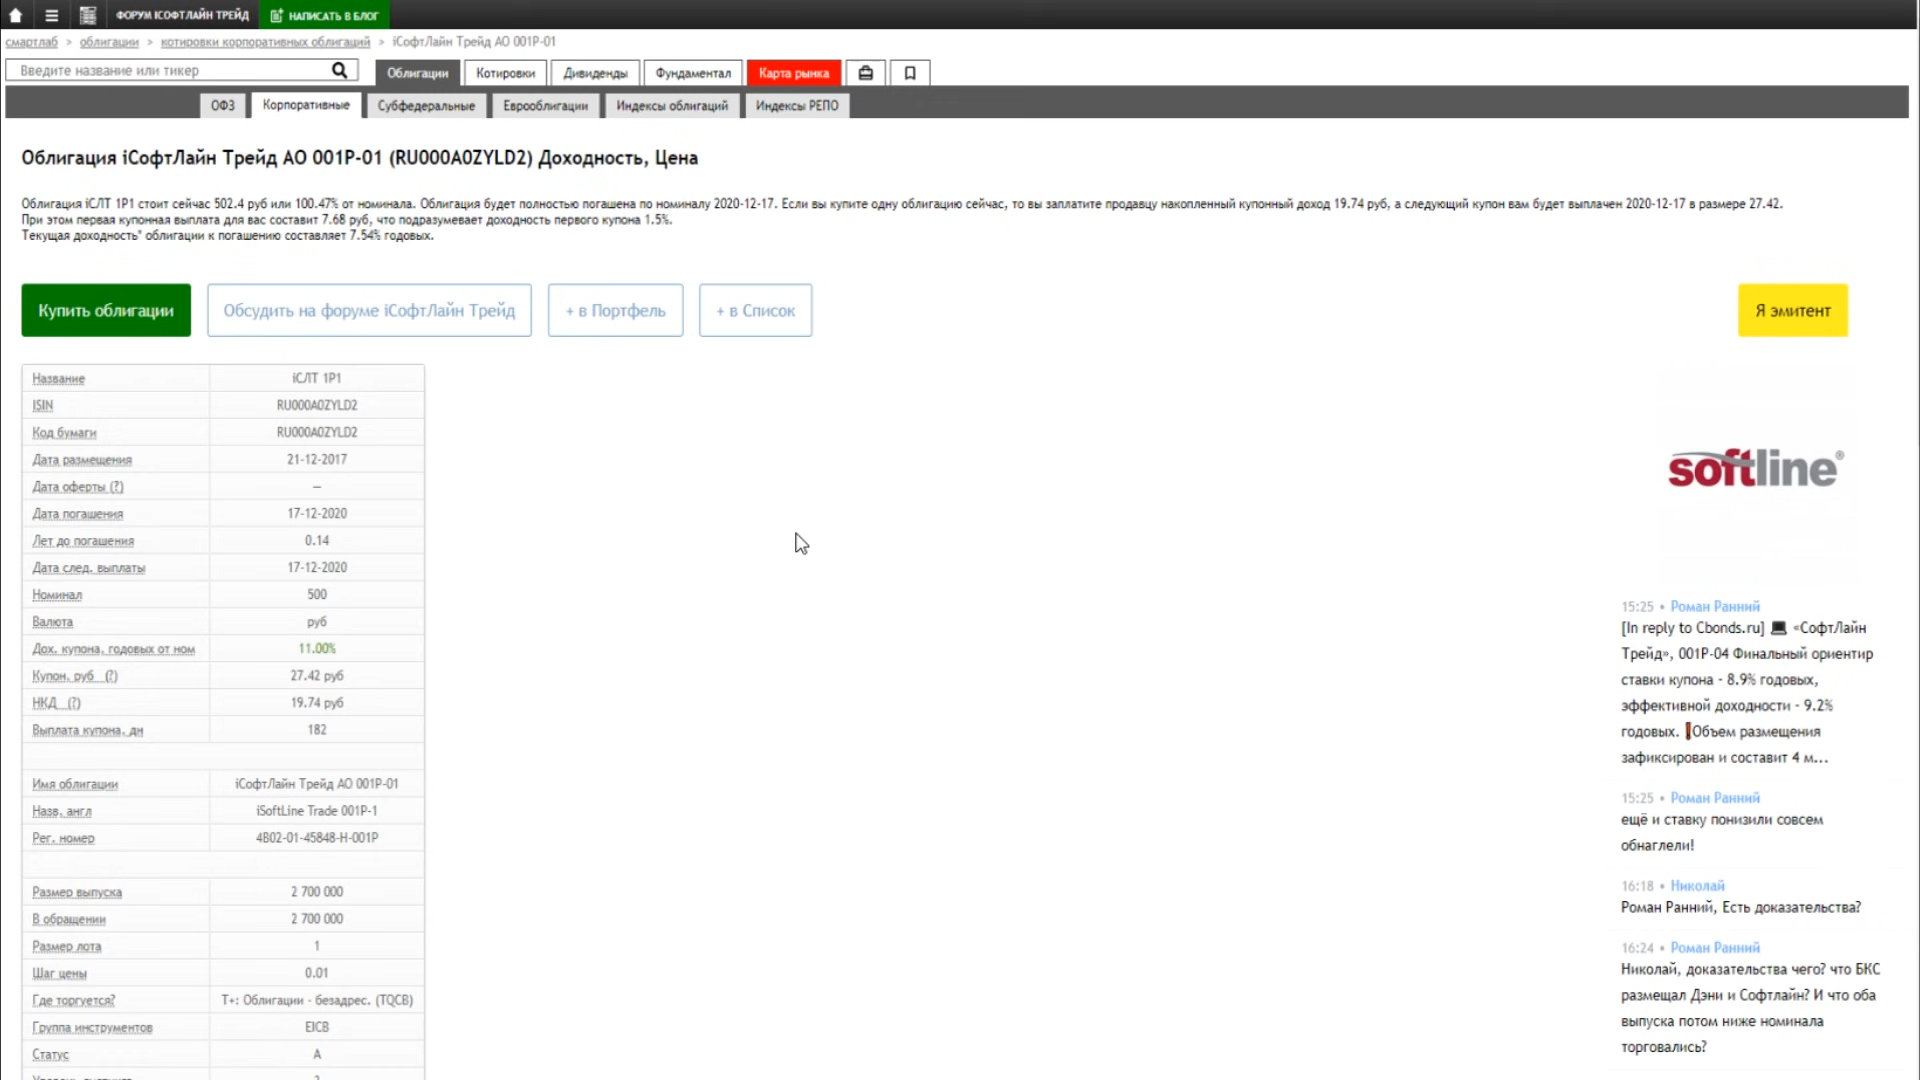 ФОРУМ ІСОФТЛАЙН ТРЕЙД
НАПИСАТЬ В БЛОГ
смартлаб > облигации > котировки корпоративных облигаций > iСофтЛайн Трейд АО 001P-01
Введите название или тикер
Облигации
Котировки
Дивиденды
Фундаментал
Карта рынка
ОФЗ
Корпоративные
Субфедеральные
Еврооблигации
Индексы облигаций
Индексы РЕПО
Облигация iСофтЛайн Трейд АО 001P-01 (RU000A0ZYLD2) Доходность, Цена
Облигация iСЛТ 1P1 стоит сейчас 502.4 руб или 100.47% от номинала. Облигация будет полностью погашена по номиналу 2020-12-17. Если вы купите одну облигацию сейчас, то вы заплатите продавцу накопленный купонный доход 19.74 руб, а следующий купон вам будет выплачен 2020-12-17 в размере 27.42.
При этом первая купонная выплата для вас составит 7.68 руб, что подразумевает доходность первого купона 1.5%.
Текущая доходность* облигации к погашению составляет 7.54% годовых.
Купить облигации
Обсудить на форуме iСофтЛайн Трейд
+ в Портфель
+ в Список
Я эмитент
Название iСЛТ 1P1
ISIN RU000A0ZYLD2
Код бумаги RU000A0ZYLD2
Дата размещения 21-12-2017
Дата оферты (?) —
Дата погашения 17-12-2020
Лет до погашения 0.14
Дата след. выплаты 17-12-2020
Номинал 500
Валюта руб
Дох. купона, годовых от ном 11.00%
Купон, руб (?) 27.42 руб
НКД (?) 19.74 руб
Выплата купона, дн 182
Имя облигации iСофтЛайн Трейд АО 001P-01
Назв. англ iSoftLine Trade 001P-1
Рег. номер 4B02-01-45848-H-001P
Размер выпуска 2 700 000
В обращении 2 700 000
Размер лота 1
Шаг цены 0.01
Где торгуется? Т+: Облигации - безадрес. (TQCB)
Группа инструментов EICB
Статус A
softline®
15:25 • Роман Ранний
[In reply to Cbonds.ru] 💻 «СофтЛайн
Трейд», 001P-04 Финальный ориентир
ставки купона - 8.9% годовых,
эффективной доходности - 9.2%
годовых. ❗Объем размещения
зафиксирован и составит 4 м...
15:25 • Роман Ранний
ещё и ставку понизили совсем
обнаглели!
16:18 • Николай
Роман Ранний, Есть доказательства?
16:24 • Роман Ранний
Николай, доказательства чего? что БКС
размещал Дэни и Софтлайн? И что оба
выпуска потом ниже номинала
торговались?